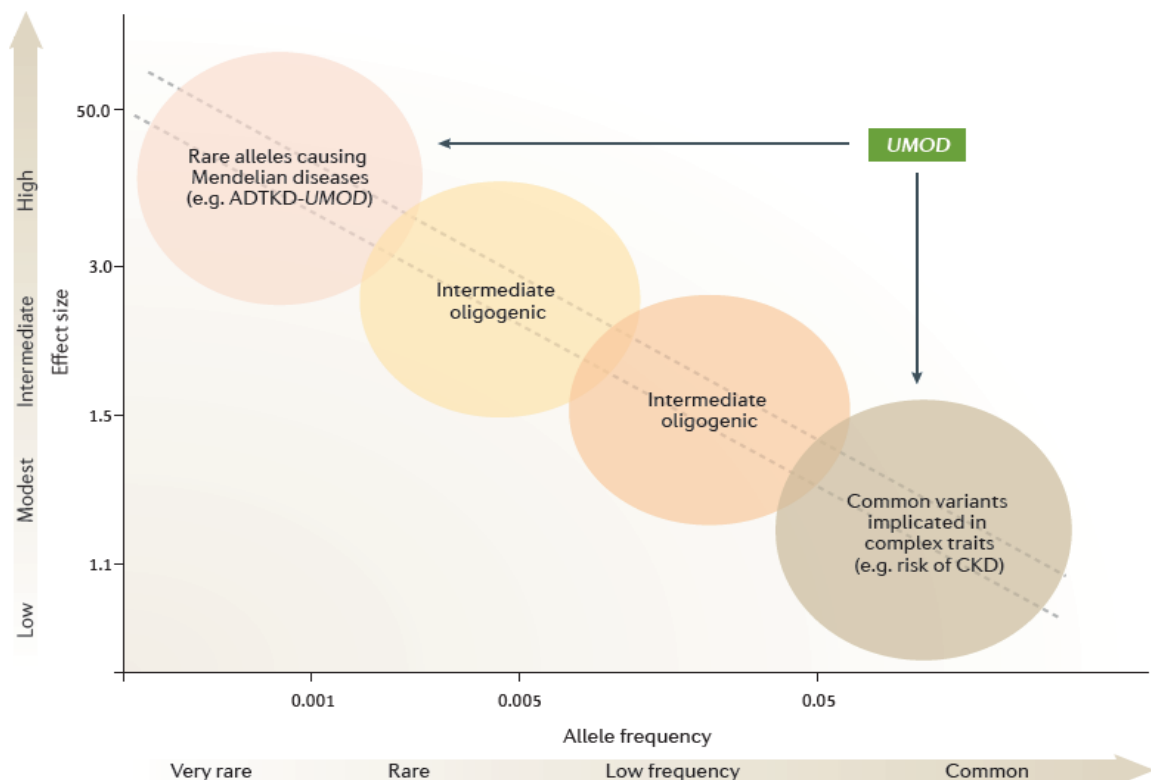 50.0
3.0
1.5
1.1
High
Intermediate
Modest
Low
Effect size
Rare alleles causing
Mendelian diseases
(e.g. ADTKD-UMOD)
UMOD
Intermediate
oligogenic
Intermediate
oligogenic
Common variants
implicated in
complex traits
(e.g. risk of CKD)
0.001
0.005
0.05
Allele frequency
Very rare
Rare
Low frequency
Common